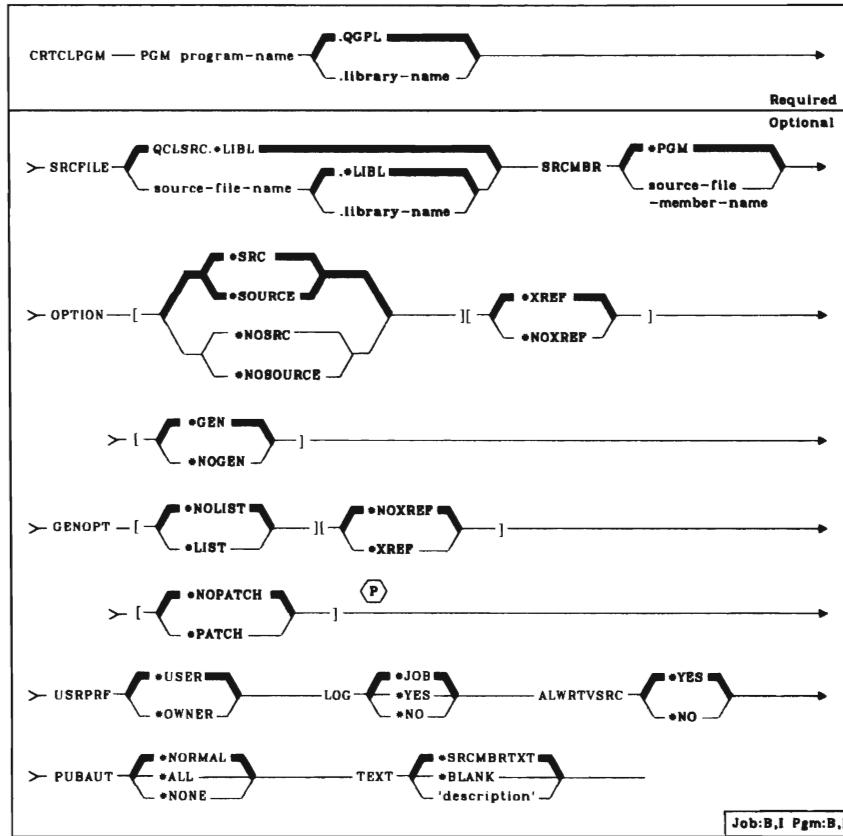 .QGPL
CRTCLPGM PGM program-name
.library-name
Required
Optional
QCLSRC.*LIBL *PGM
SRCFILE .*LIBL SRCMBR
source-file-name source-file
.library-name -member-name
*SRC
*SOURCE *XREF
OPTION [ ][ ]
*NOSRC *NOXREF
*NOSOURCE
*GEN
[ ]
*NOGEN
*NOLIST *NOXREF
GENOPT [ ][ ]
*LIST *XREF
*NOPATCH P
[ ]
*PATCH
*USER *JOB *YES
USRPRF LOG *YES ALWRTVSRC
*OWNER *NO *NO
*NORMAL *SRCMBRTXT
PUBAUT *ALL TEXT *BLANK
*NONE 'description'
Job:B,I Pgm:B,